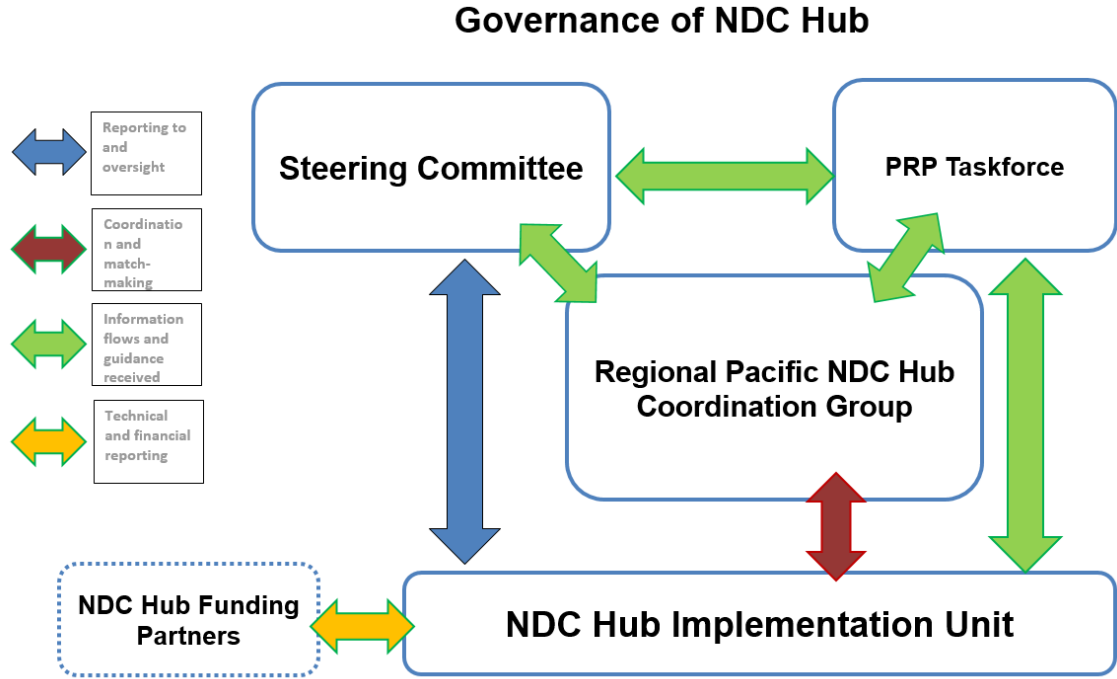 Governance of NDC Hub
Reporting to
and
oversight
Coordinatio
n and
match-
making
Information
flows and
guidance
received
Technical
and financial
reporting
Steering Committee
PRP Taskforce
Regional Pacific NDC Hub
Coordination Group
NDC Hub Funding
Partners
NDC Hub Implementation Unit